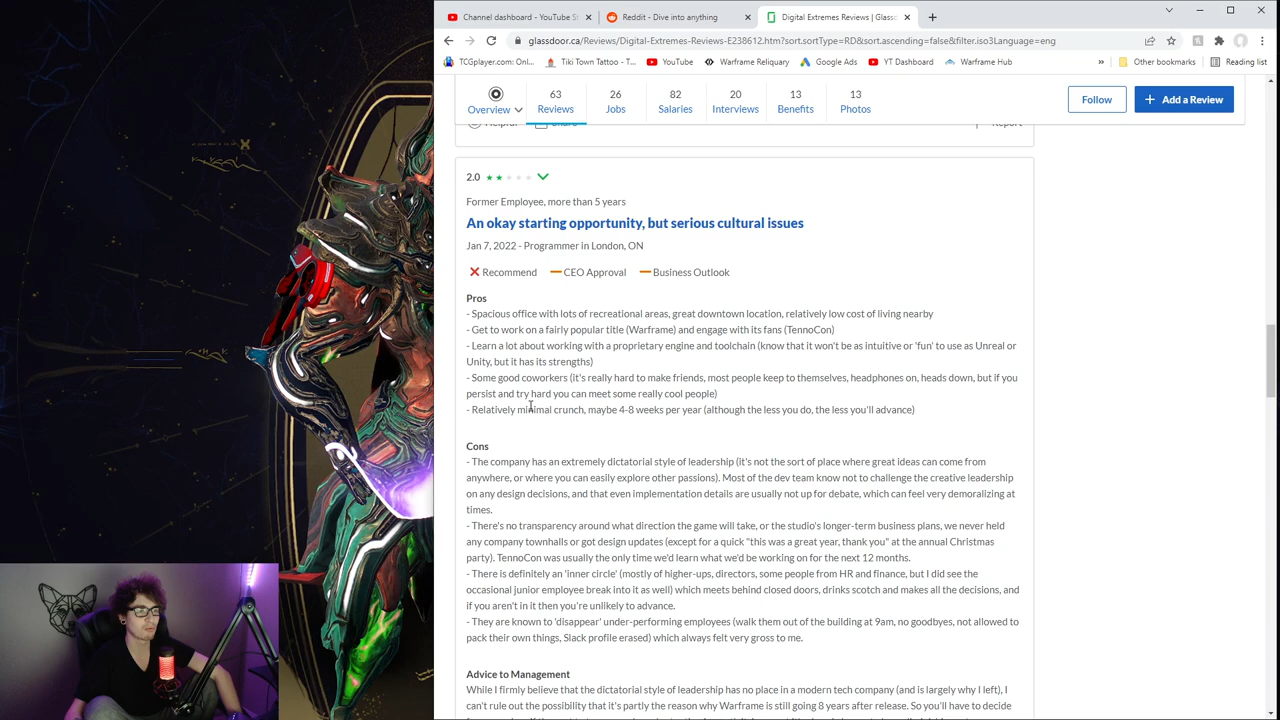 Channel dashboard - YouTube St
Reddit - Dive into anything
Digital Extremes Reviews | Glassd
glassdoor.ca/Reviews/Digital-Extremes-Reviews-E238612.htm?sort.sortType=RD&sort.ascending=false&filter.iso3Language=eng
TCGplayer.com: Onl...
Tiki Town Tattoo - T...
YouTube
Warframe Reliquary
Google Ads
YT Dashboard
Warframe Hub
»
Other bookmarks
Reading list
Overview
63
Reviews
26
Jobs
82
Salaries
20
Interviews
13
Benefits
13
Photos
Follow
+ Add a Review
Helpful
Share
Report
2.0
Former Employee, more than 5 years
An okay starting opportunity, but serious cultural issues
Jan 7, 2022 - Programmer in London, ON
Recommend
CEO Approval
Business Outlook
Pros
- Spacious office with lots of recreational areas, great downtown location, relatively low cost of living nearby
- Get to work on a fairly popular title (Warframe) and engage with its fans (TennoCon)
- Learn a lot about working with a proprietary engine and toolchain (know that it won't be as intuitive or 'fun' to use as Unreal or
Unity, but it has its strengths)
- Some good coworkers (it's really hard to make friends, most people keep to themselves, headphones on, heads down, but if you
persist and try hard you can meet some really cool people)
- Relatively minimal crunch, maybe 4-8 weeks per year (although the less you do, the less you'll advance)
Cons
- The company has an extremely dictatorial style of leadership (it's not the sort of place where great ideas can come from
anywhere, or where you can easily explore other passions). Most of the dev team know not to challenge the creative leadership
on any design decisions, and that even implementation details are usually not up for debate, which can feel very demoralizing at
times.
- There's no transparency around what direction the game will take, or the studio's longer-term business plans, we never held
any company townhalls or got design updates (except for a quick "this was a great year, thank you" at the annual Christmas
party). TennoCon was usually the only time we'd learn what we'd be working on for the next 12 months.
- There is definitely an 'inner circle' (mostly of higher-ups, directors, some people from HR and finance, but I did see the
occasional junior employee break into it as well) which meets behind closed doors, drinks scotch and makes all the decisions, and
if you aren't in it then you're unlikely to advance.
- They are known to 'disappear' under-performing employees (walk them out of the building at 9am, no goodbyes, not allowed to
pack their own things, Slack profile erased) which always felt very gross to me.
Advice to Management
While I firmly believe that the dictatorial style of leadership has no place in a modern tech company (and is largely why I left), I
can't rule out the possibility that it's partly the reason why Warframe is still going 8 years after release. So you'll have to decide